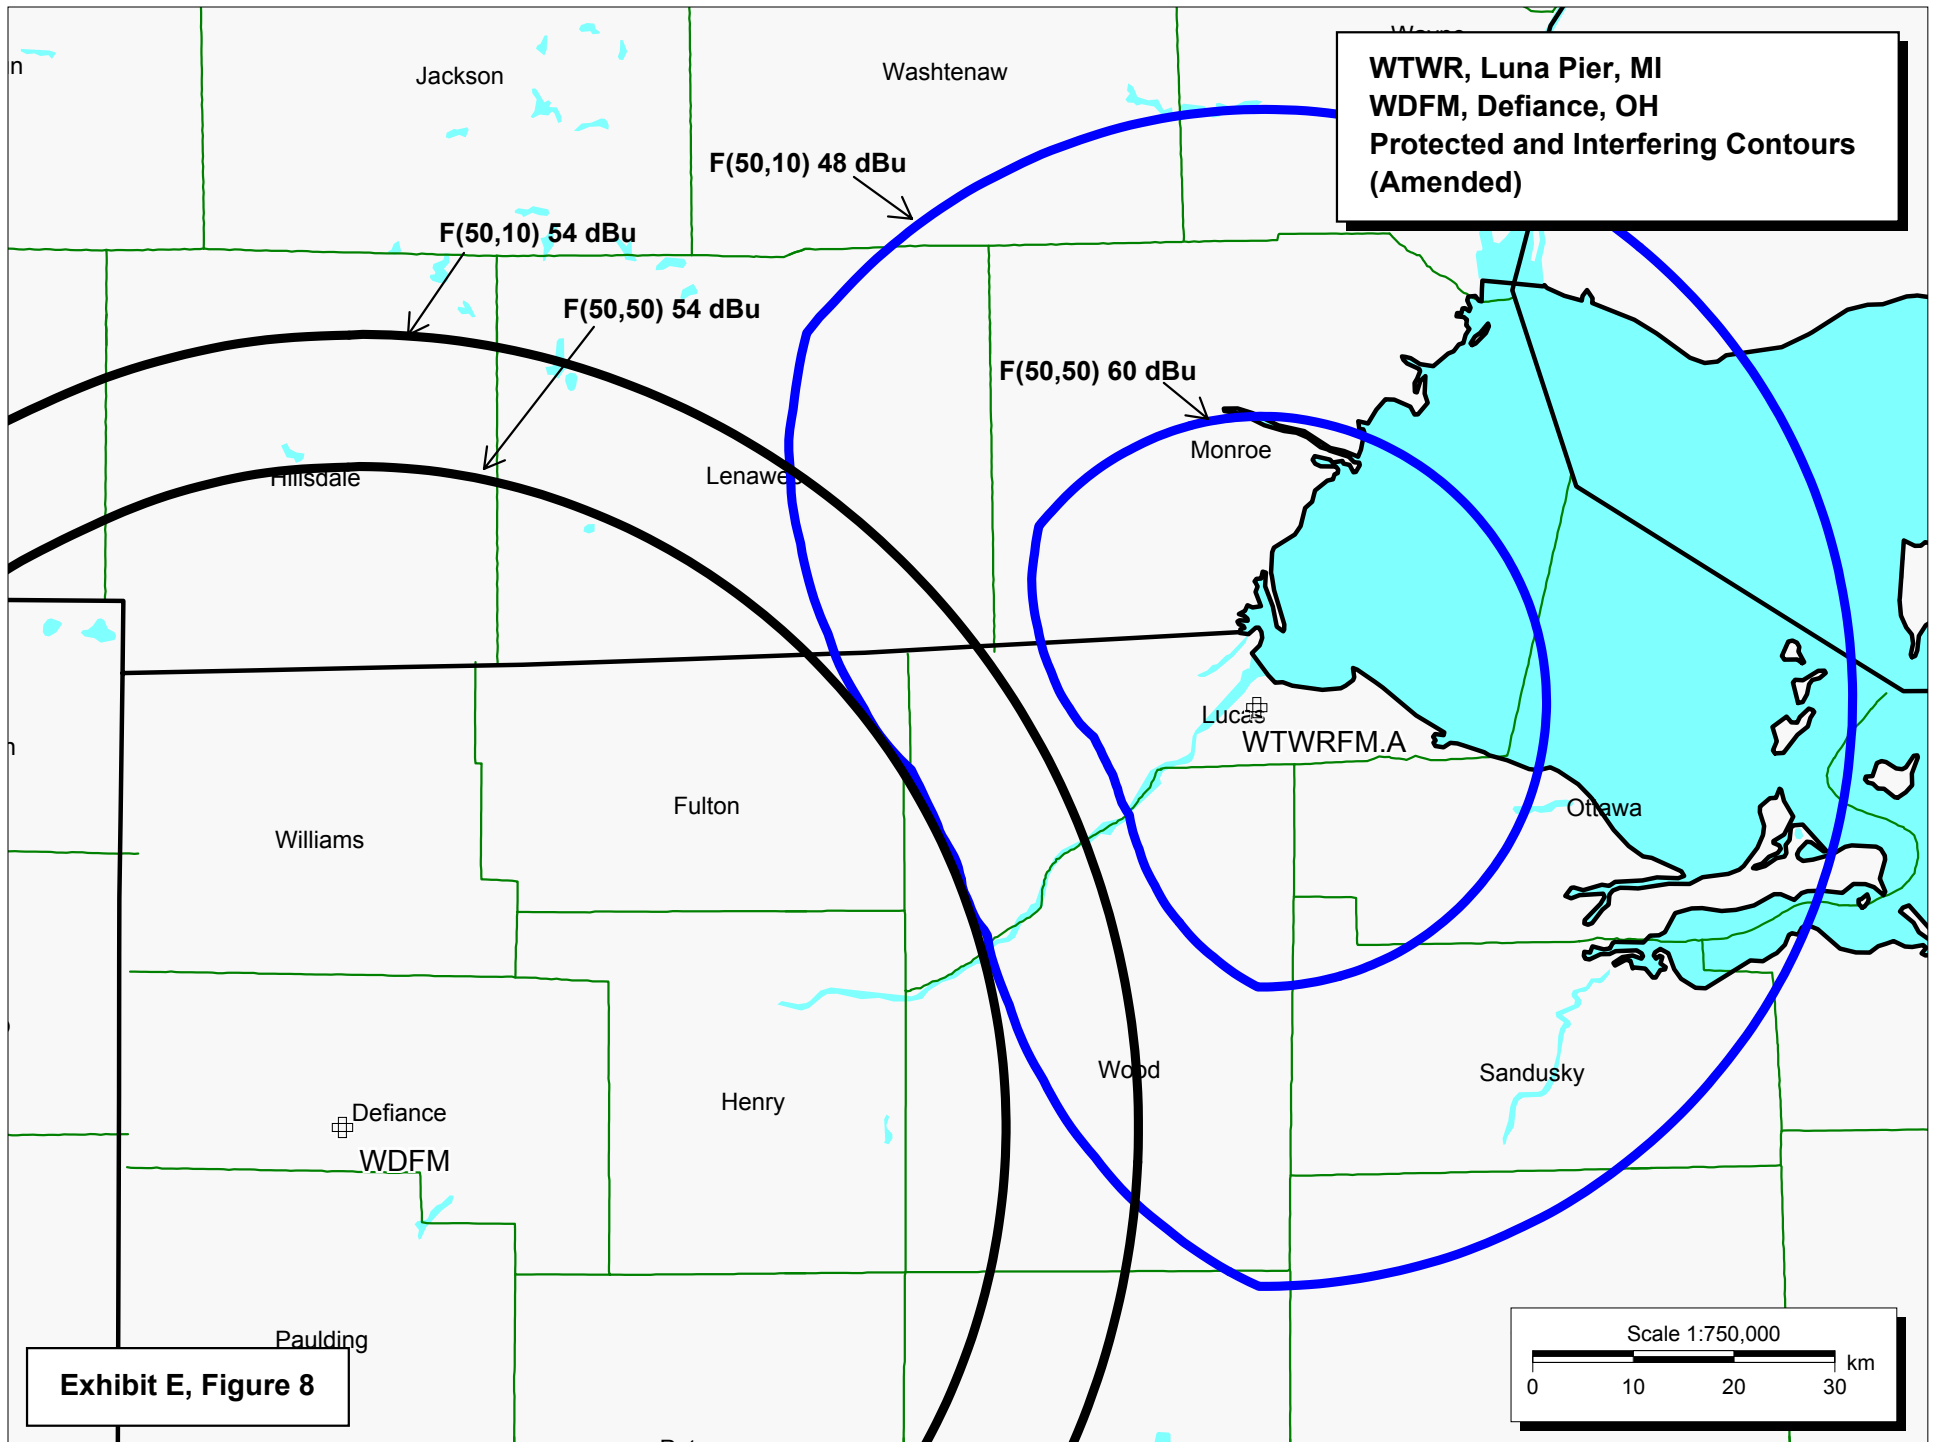 Jackson
Washtenaw
WTWR, Luna Pier, MI
WDFM, Defiance, OH
Protected and Interfering Contours
(Amended)
F(50,10) 48 dBu
F(50,10) 54 dBu
F(50,50) 54 dBu
F(50,50) 60 dBu
Monroe
Hillsdale
Lenawee
Lucas
WTWRFM.A
Fulton
Ottawa
Williams
Wood
Sandusky
Henry
Defiance
WDFM
Paulding
Exhibit E, Figure 8
Scale 1:750,000
km
0 10 20 30